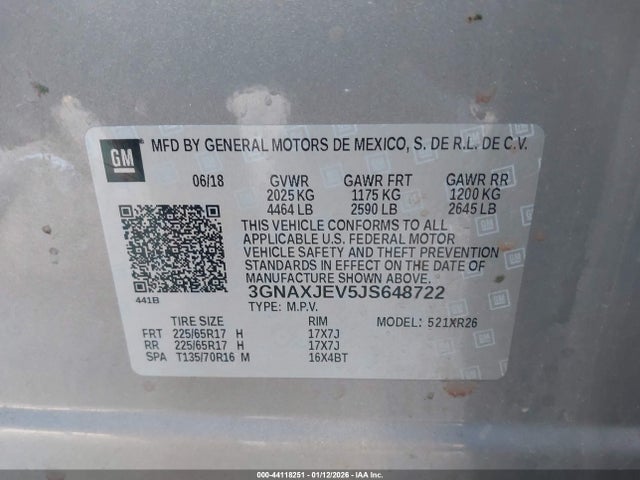 GM
MFD BY GENERAL MOTORS DE MEXICO, S. DE R.L. DE C.V.
06/18 GVWR GAWR FRT GAWR RR
2025 KG 1175 KG 1200 KG
4464 LB 2590 LB 2645 LB
THIS VEHICLE CONFORMS TO ALL
APPLICABLE U.S. FEDERAL MOTOR
VEHICLE SAFETY AND THEFT PREVENTION
STANDARDS IN EFFECT ON THE DATE OF
MANUFACTURE SHOWN ABOVE.
3GNAXJEV5JS648722
441B
TYPE: M.P.V.
TIRE SIZE RIM MODEL: 521XR26
FRT 225/65R17 H 17X7J
RR 225/65R17 H 17X7J
SPA T135/70R16 M 16X4BT
000-44118251 - 01/12/2026 - IAA Inc.